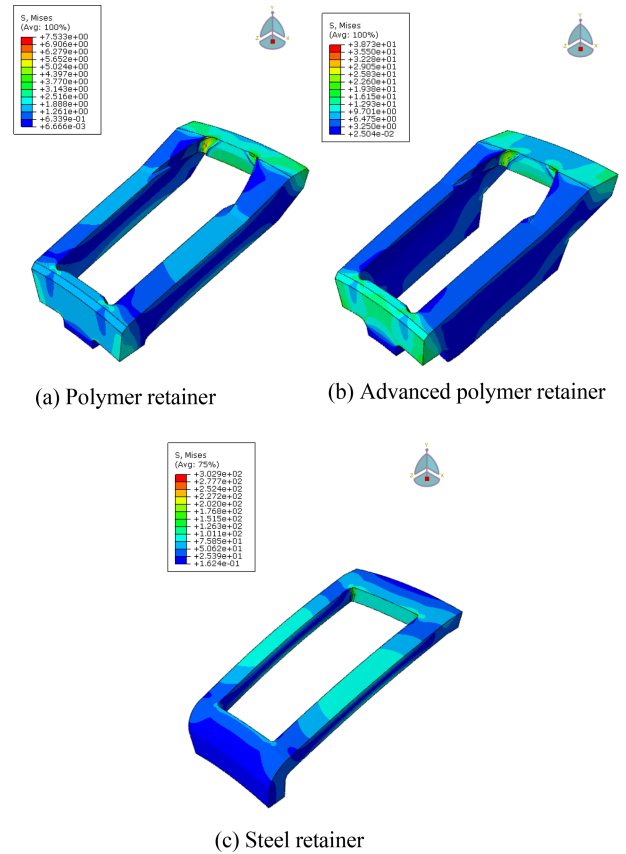 S, Mises
(Avg: 100%)
+7.533e+00
+6.906e+00
+6.279e+00
+5.652e+00
+5.024e+00
+4.397e+00
+3.770e+00
+3.143e+00
+2.516e+00
+1.888e+00
+1.261e+00
+6.339e-01
+6.666e-03
Y
Z
X
S, Mises
(Avg: 100%)
+3.873e+01
+3.550e+01
+3.228e+01
+2.905e+01
+2.583e+01
+2.260e+01
+1.938e+01
+1.615e+01
+1.293e+01
+9.701e+00
+6.475e+00
+3.250e+00
+2.504e-02
Y
Z
X
(a) Polymer retainer
(b) Advanced polymer retainer
S, Mises
(Avg: 75%)
+3.029e+02
+2.777e+02
+2.524e+02
+2.272e+02
+2.020e+02
+1.768e+02
+1.515e+02
+1.263e+02
+1.011e+02
+7.585e+01
+5.062e+01
+2.539e+01
+1.624e-01
Y
Z
X
(c) Steel retainer